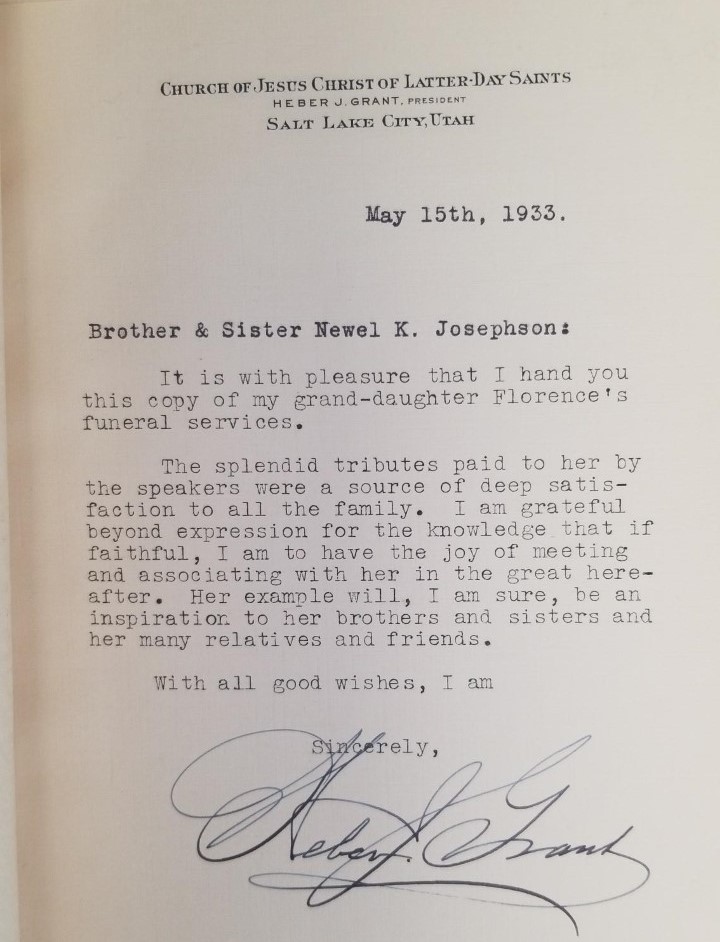 CHURCH OF JESUS CHRIST OF LATTER-DAY SAINTS
HEBER J. GRANT, PRESIDENT
SALT LAKE CITY, UTAH
May 15th, 1933.
Brother & Sister Newel K. Josephson:
It is with pleasure that I hand you
this copy of my grand-daughter Florence's
funeral services.
The splendid tributes paid to her by
the speakers were a source of deep satis-
faction to all the family. I am grateful
beyond expression for the knowledge that if
faithful, I am to have the joy of meeting
and associating with her in the great here-
after. Her example will, I am sure, be an
inspiration to her brothers and sisters and
her many relatives and friends.
With all good wishes, I am
Sincerely,
Heber J. Grant